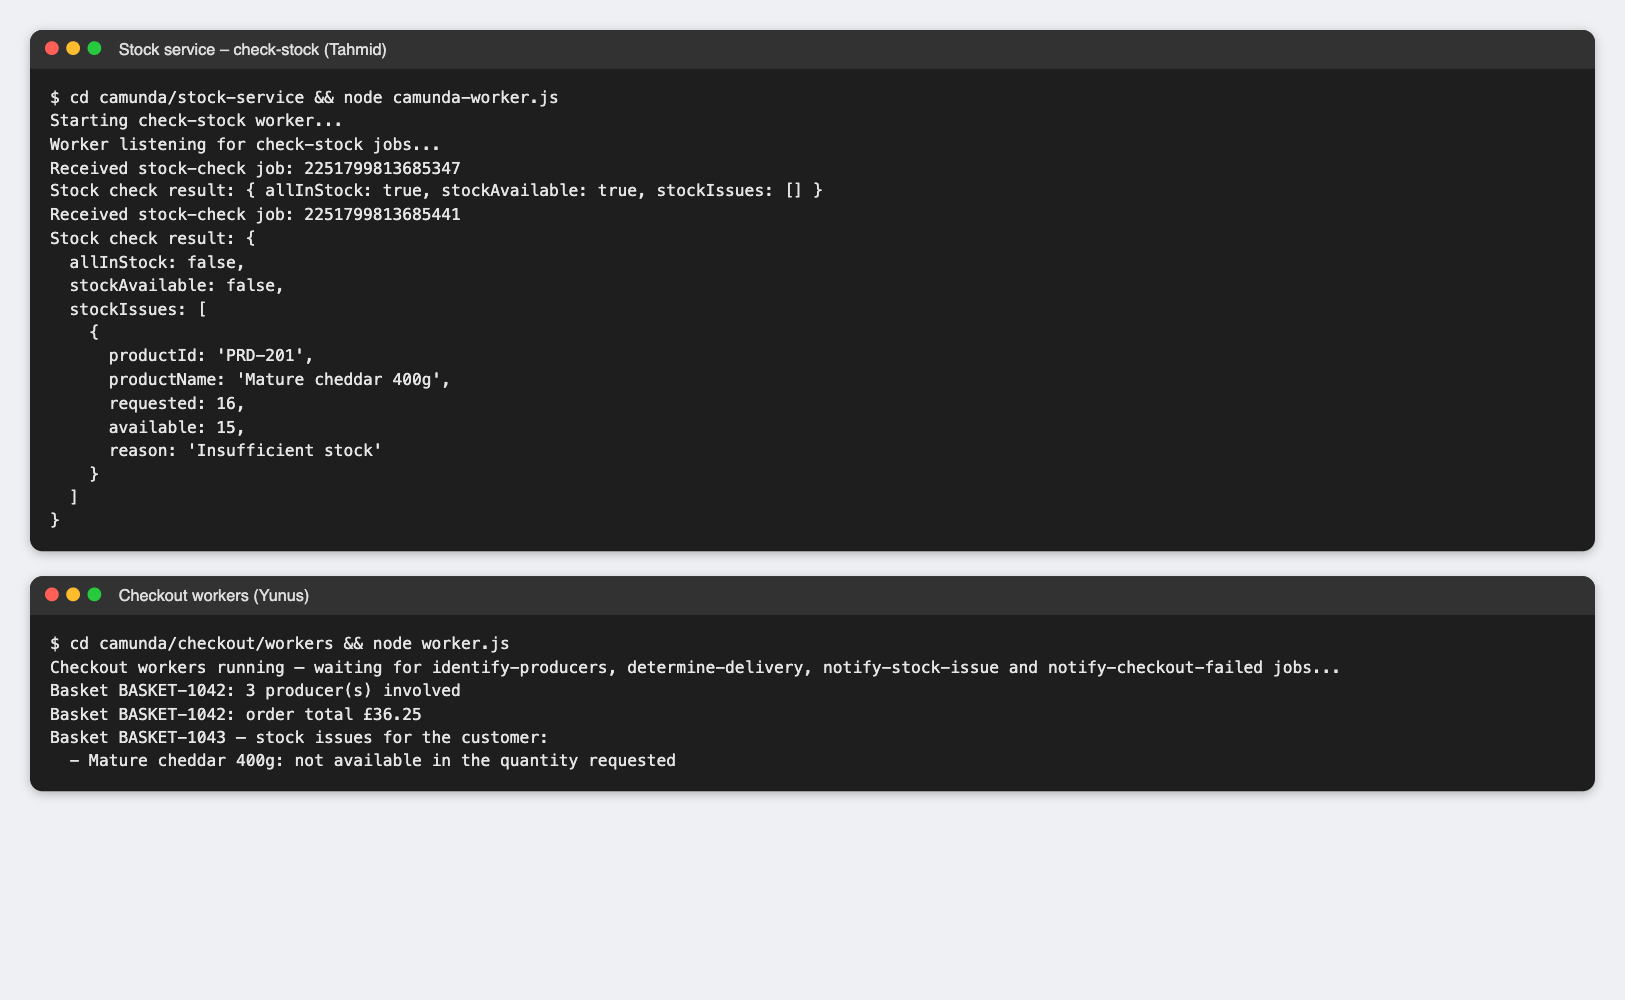 Stock service – check-stock (Tahmid)
$ cd camunda/stock-service && node camunda-worker.js
Starting check-stock worker...
Worker listening for check-stock jobs...
Received stock-check job: 2251799813685347
Stock check result: { allInStock: true, stockAvailable: true, stockIssues: [] }
Received stock-check job: 2251799813685441
Stock check result: {
  allInStock: false,
  stockAvailable: false,
  stockIssues: [
    {
      productId: 'PRD-201',
      productName: 'Mature cheddar 400g',
      requested: 16,
      available: 15,
      reason: 'Insufficient stock'
    }
  ]
}
Checkout workers (Yunus)
$ cd camunda/checkout/workers && node worker.js
Checkout workers running — waiting for identify-producers, determine-delivery, notify-stock-issue and notify-checkout-failed jobs...
Basket BASKET-1042: 3 producer(s) involved
Basket BASKET-1042: order total £36.25
Basket BASKET-1043 — stock issues for the customer:
  - Mature cheddar 400g: not available in the quantity requested